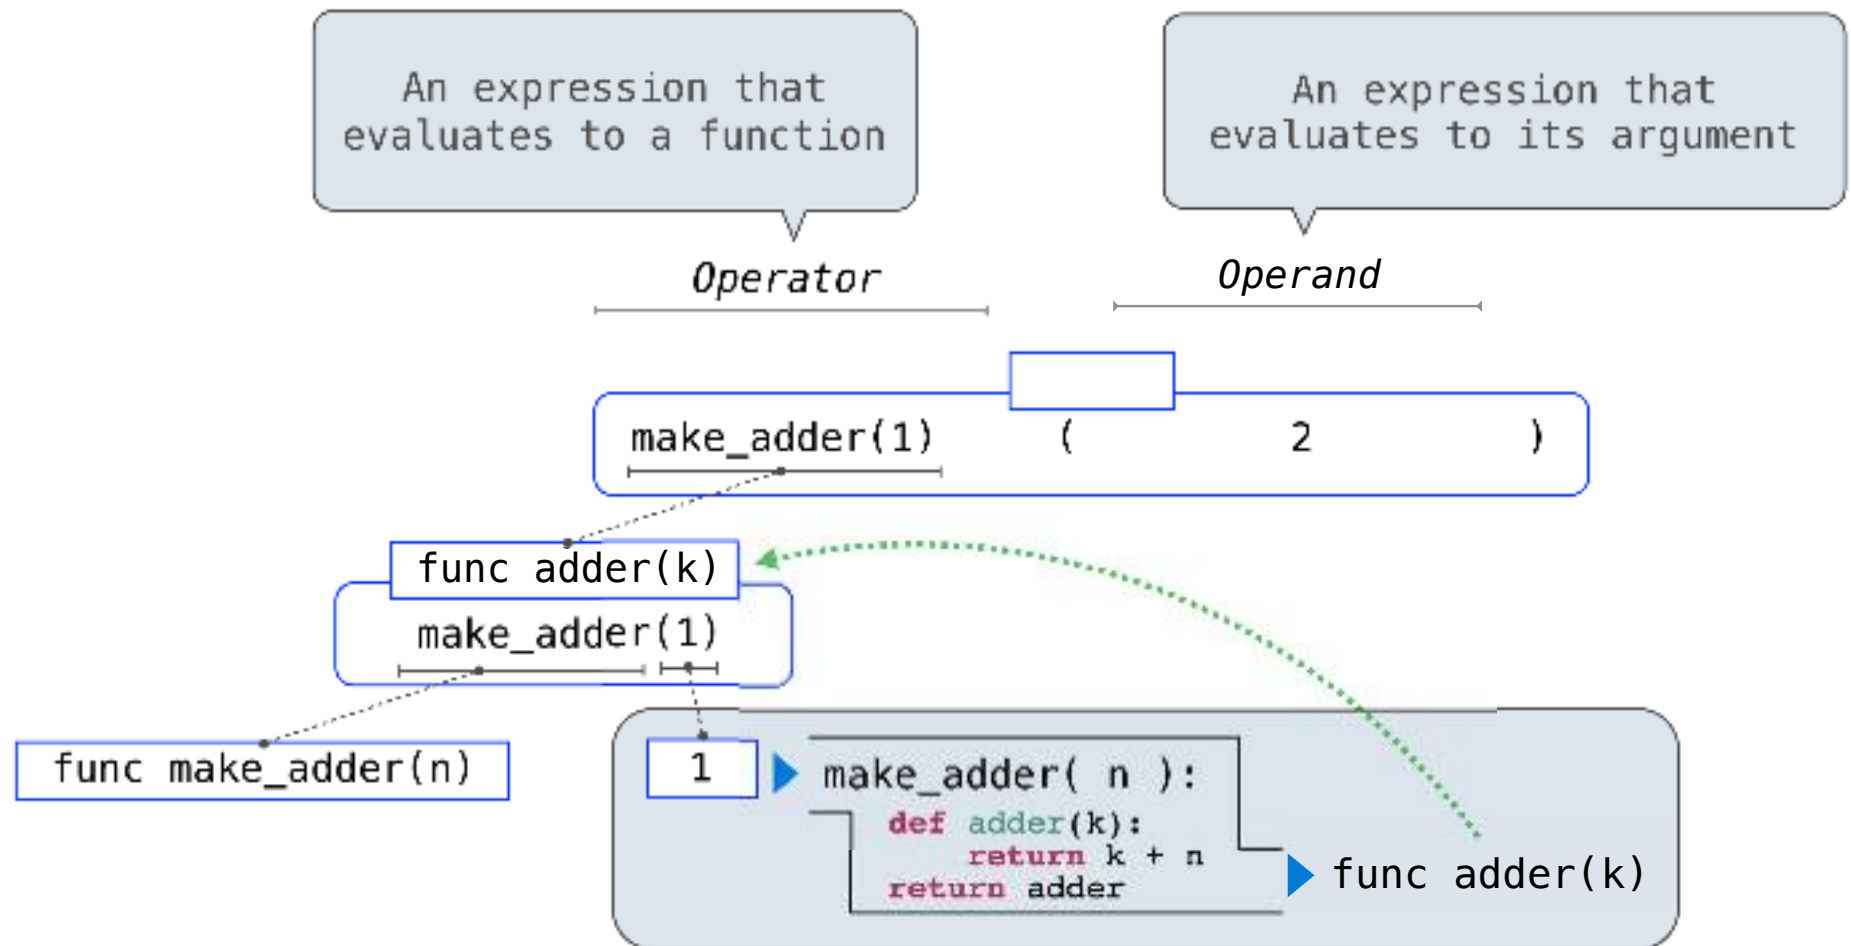 An expression that
evaluates to a function
An expression that
evaluates to its argument
Operator
Operand
make_adder(1) ( 2 )
func adder(k)
make_adder(1)
func make_adder(n)
1
make_adder( n ):
def adder(k):
return k + n
return adder
func adder(k)